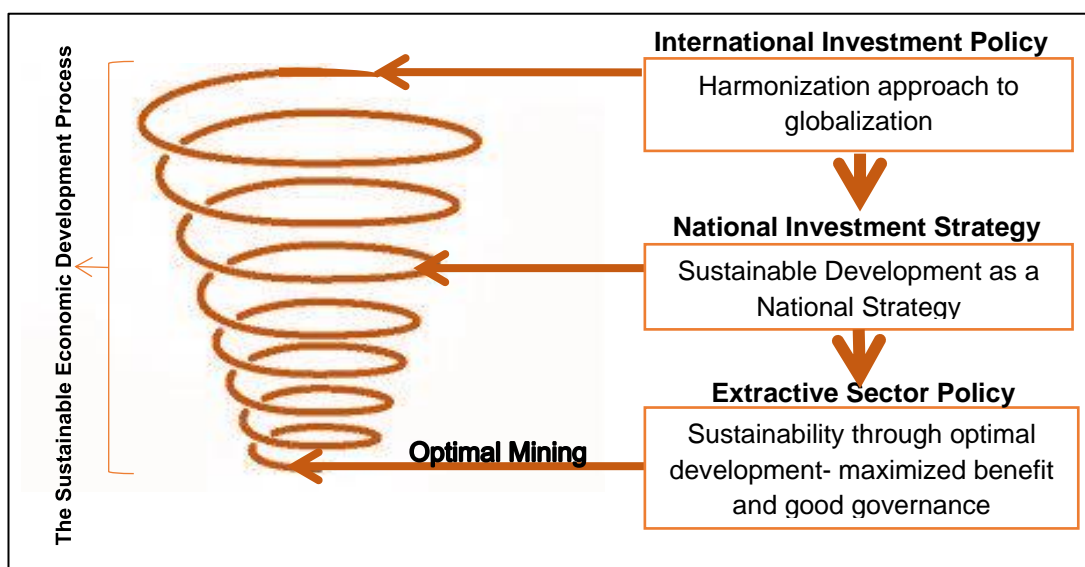 The Sustainable Economic Development Process
International Investment Policy
Harmonization approach to
globalization
National Investment Strategy
Sustainable Development as a
National Strategy
Extractive Sector Policy
Optimal Mining
Sustainability through optimal
development- maximized benefit
and good governance